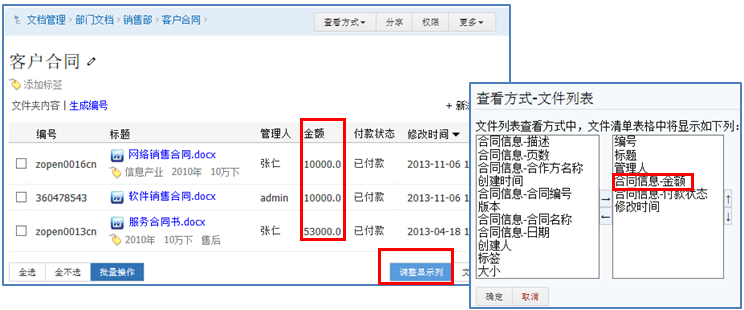 文档管理› 部门文档› 销售部› 客户合同›
查看方式▾ 分享 权限 更多▾
客户合同
添加标签
文件夹内容 | 生成编号
+ 新
编号 标题 管理人 金额 付款状态 修改时间▼
zopen0016cn 网络销售合同.docx 张仁 10000.0 已付款 2013-11-06 1
信息产业 2010年 10万下
360478543 软件销售合同.docx admin 10000.0 已付款 2013-11-06 1
zopen0013cn 服务合同书.docx 张仁 53000.0 已付款 2013-04-18 1
2010年 10万下 售后
全选 全不选 批量操作 调整显示列
查看方式-文件列表
文件列表查看方式中，文件清单表格中将显示如下列:
合同信息-描述
合同信息-页数
合同信息-合作方名称
创建时间
合同信息-合同编号
版本
合同信息-合同名称
合同信息-日期
创建人
标签
大小
→
←
编号
标题
管理人
合同信息-金额
合同信息-付款状态
修改时间
↑
↓
确定 取消